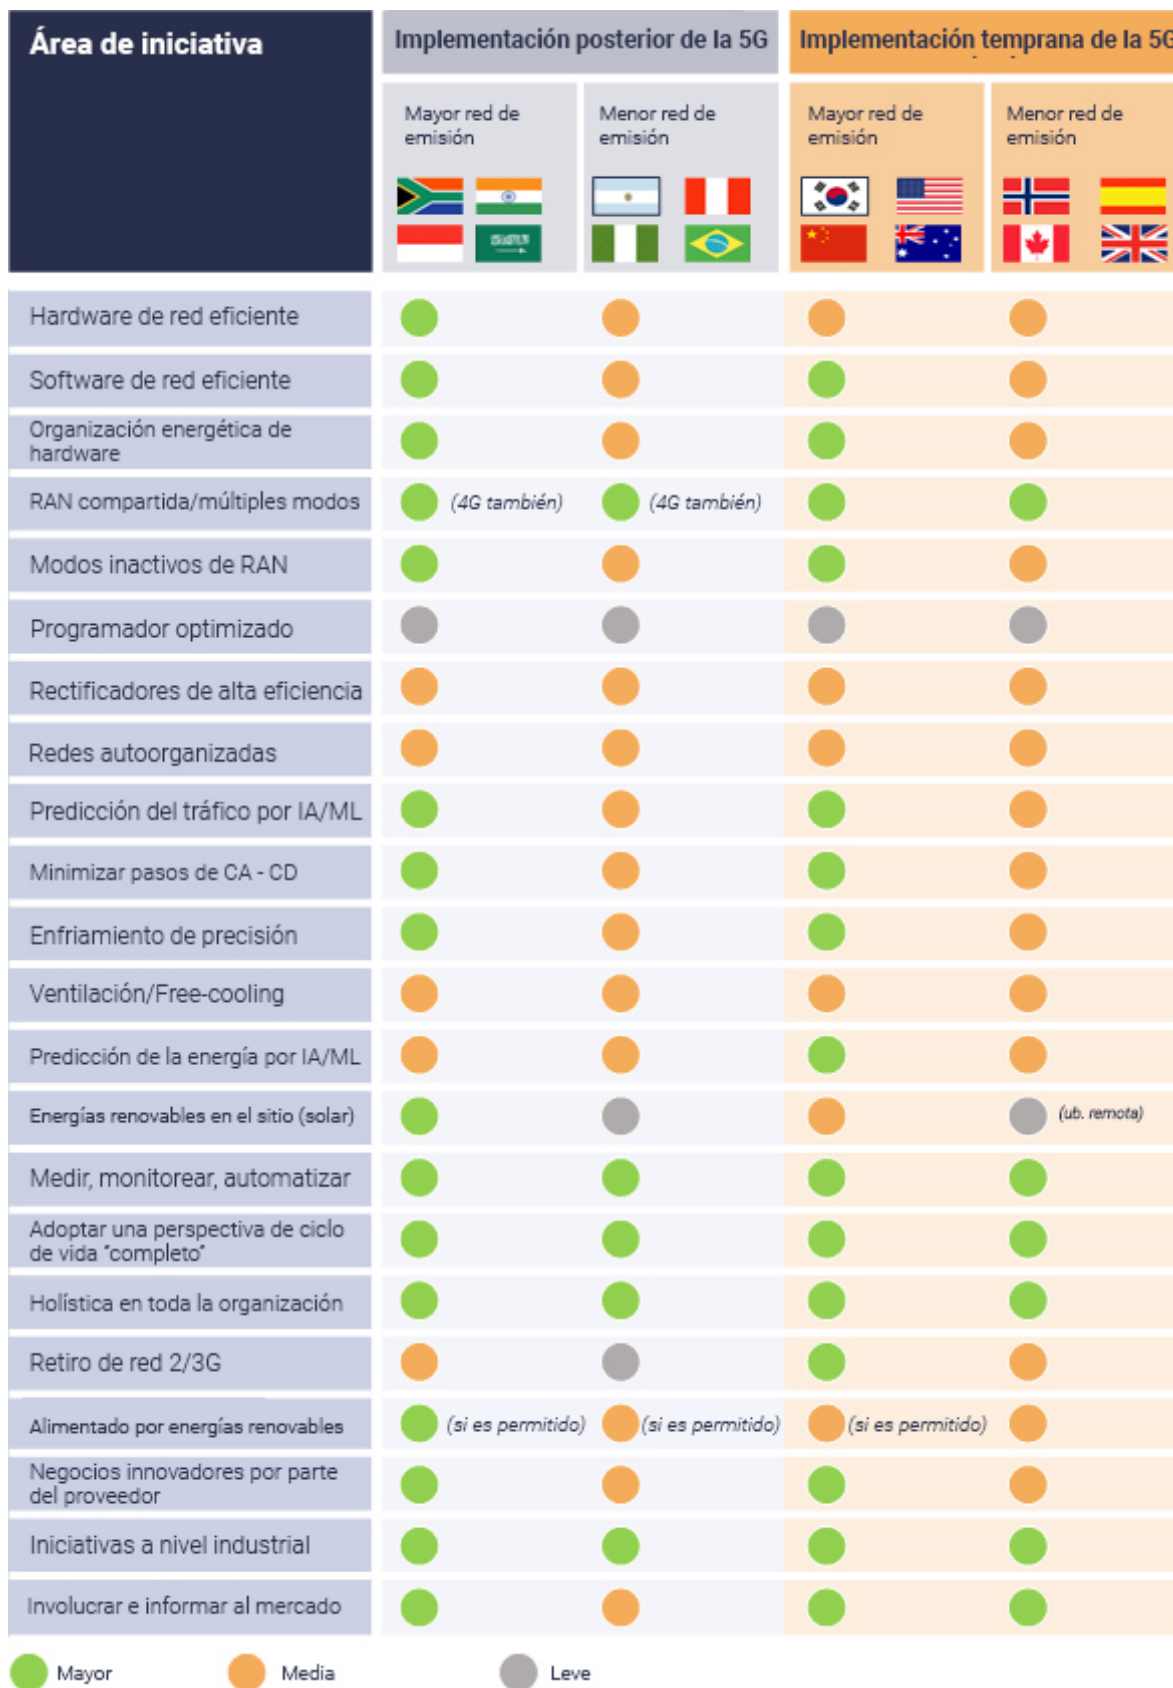 Área de iniciativa
Implementación posterior de la 5G
Implementación temprana de la 5G
Mayor red de
emisión
Menor red de
emisión
Mayor red de
emisión
Menor red de
emisión
Hardware de red eficiente
Software de red eficiente
Organización energética de
hardware
RAN compartida/múltiples modos
(4G también)
(4G también)
Modos inactivos de RAN
Programador optimizado
Rectificadores de alta eficiencia
Redes autoorganizadas
Predicción del tráfico por IA/ML
Minimizar pasos de CA - CD
Enfriamiento de precisión
Ventilación/Free-cooling
Predicción de la energía por IA/ML
Energías renovables en el sitio (solar)
(ub. remota)
Medir, monitorear, automatizar
Adoptar una perspectiva de ciclo
de vida "completo"
Holística en toda la organización
Retiro de red 2/3G
Alimentado por energías renovables
(si es permitido)
(si es permitido)
(si es permitido)
Negocios innovadores por parte
del proveedor
Iniciativas a nivel industrial
Involucrar e informar al mercado
Mayor
Media
Leve